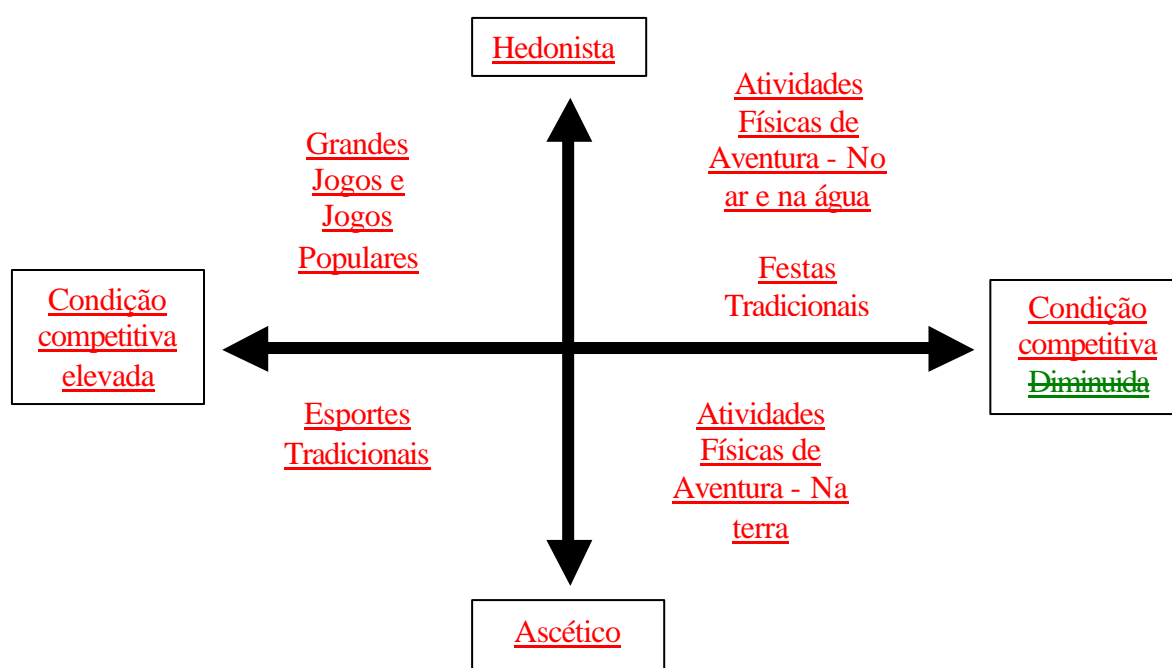 Hedonista
Atividades
Físicas de
Aventura - No
ar e na água
Grandes
Jogos e
Jogos
Populares
Festas
Tradicionais
Condição
competitiva
elevada
Condição
competitiva
Diminuida
Esportes
Tradicionais
Atividades
Físicas de
Aventura - Na
terra
Ascético